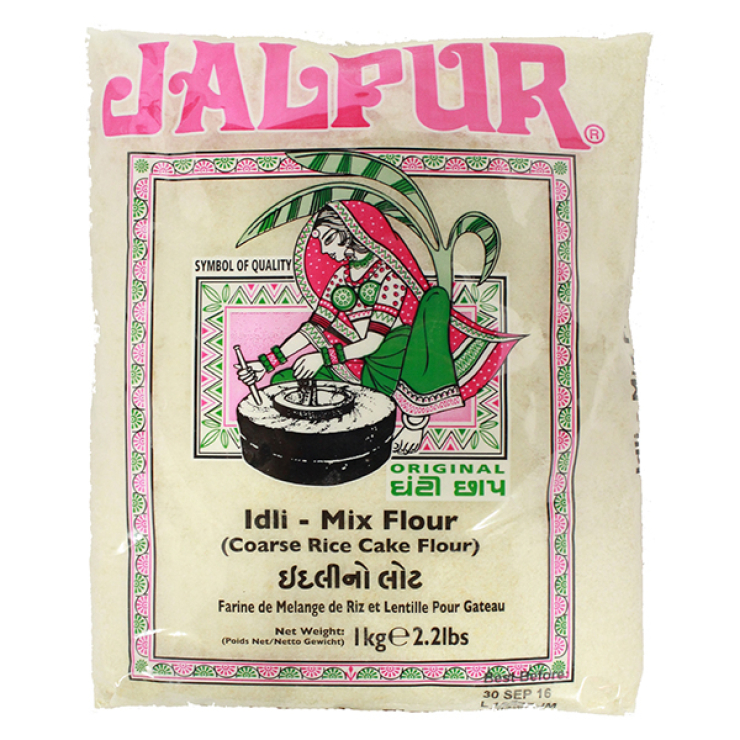 JALPUR
®
SYMBOL OF QUALITY
ORIGINAL
ઘંટી છાપ
Idli - Mix Flour
(Coarse Rice Cake Flour)
ઇદલીનો લોટ
Farine de Melange de Riz et Lentille Pour Gateau
Net Weight:
(Poids Net/Netto Gewicht)
1kg℮2.2lbs
Best Before
30 SEP 16